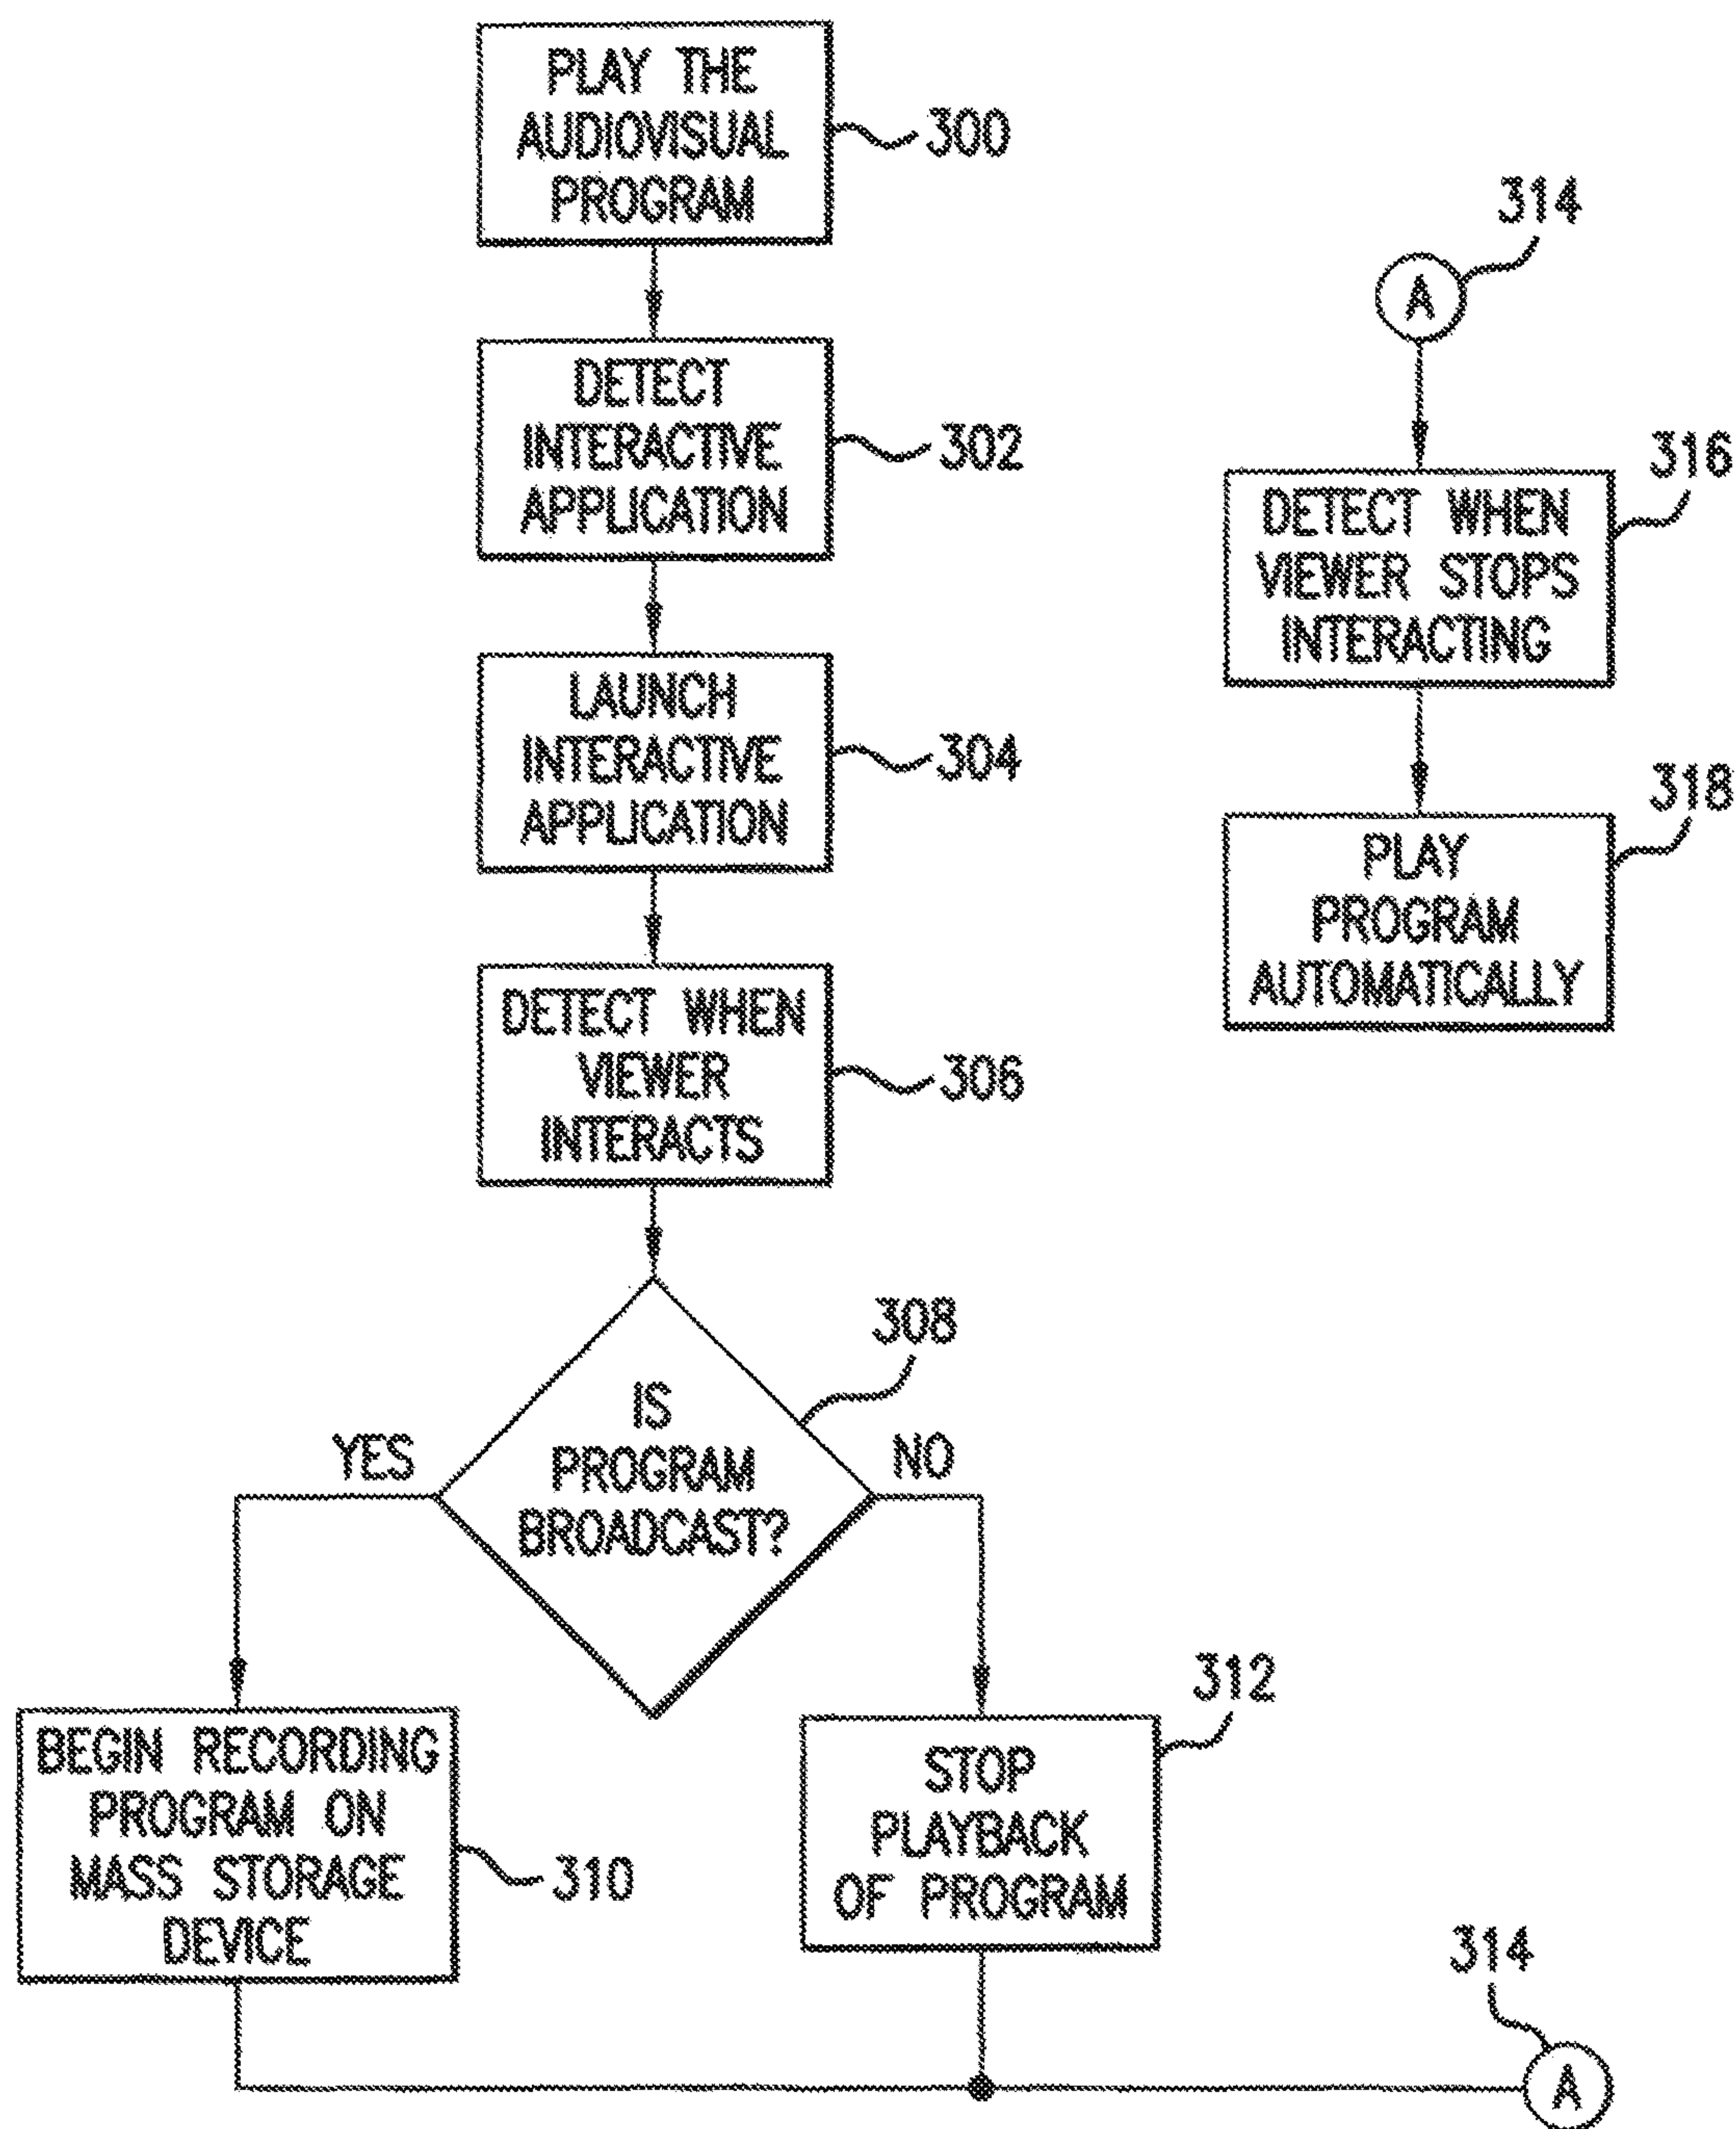 PLAY THE
AUDIOVISUAL
PROGRAM
300
DETECT
INTERACTIVE
APPLICATION
302
LAUNCH
INTERACTIVE
APPLICATION
304
DETECT WHEN
VIEWER
INTERACTS
306
IS
PROGRAM
BROADCAST?
308
YES
NO
BEGIN RECORDING
PROGRAM ON
MASS STORAGE
DEVICE
310
STOP
PLAYBACK
OF PROGRAM
312
314
A
314
A
DETECT WHEN
VIEWER STOPS
INTERACTING
316
PLAY
PROGRAM
AUTOMATICALLY
318